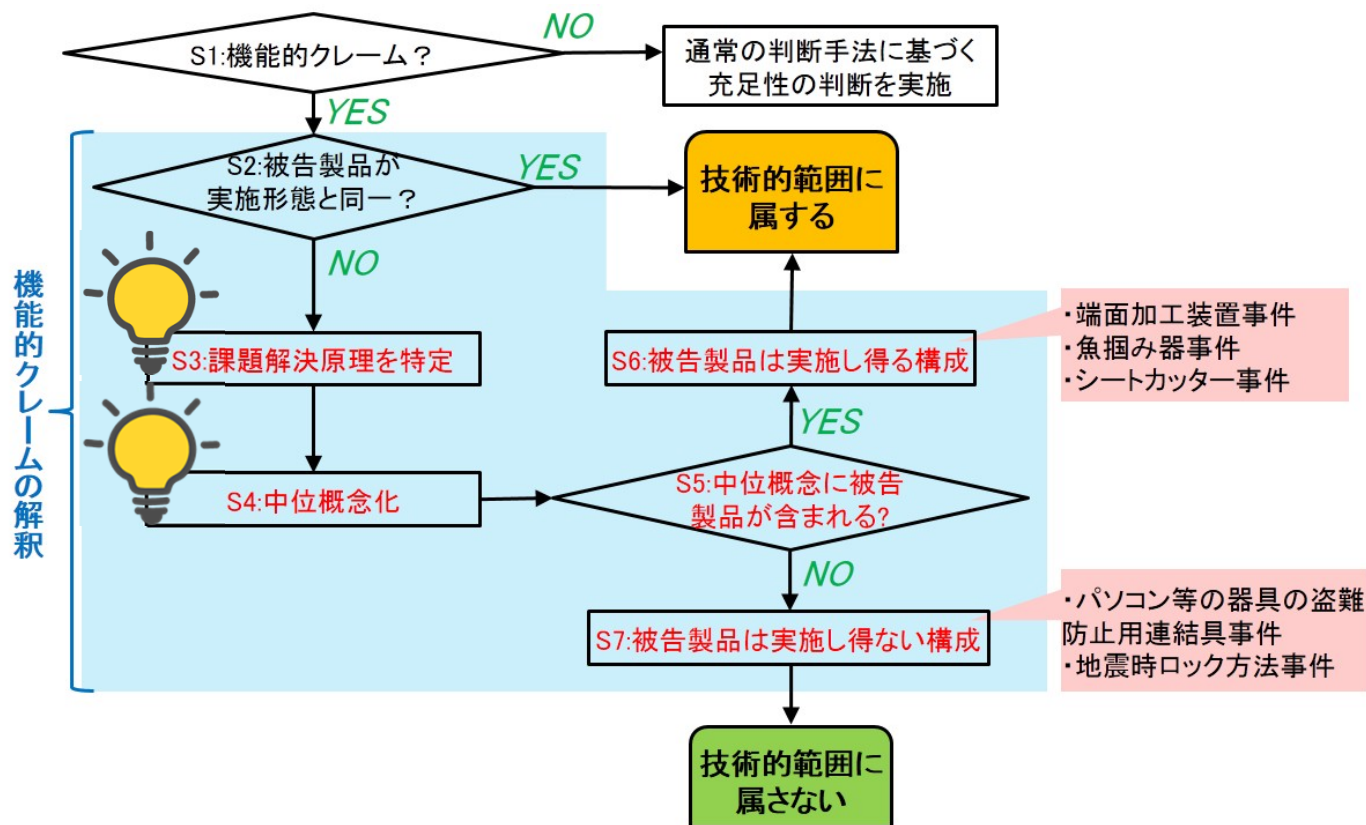 S1:機能的クレーム？
NO
通常の判断手法に基づく
充足性の判断を実施
YES
S2:被告製品が
実施形態と同一？
YES
技術的範囲に
属する
NO
機能的クレームの解釈
S3:課題解決原理を特定
S6:被告製品は実施し得る構成
・端面加工装置事件
・魚掴み器事件
・シートカッター事件
YES
S4:中位概念化
S5:中位概念に被告
製品が含まれる?
NO
S7:被告製品は実施し得ない構成
・パソコン等の器具の盗難
防止用連結具事件
・地震時ロック方法事件
技術的範囲に
属さない